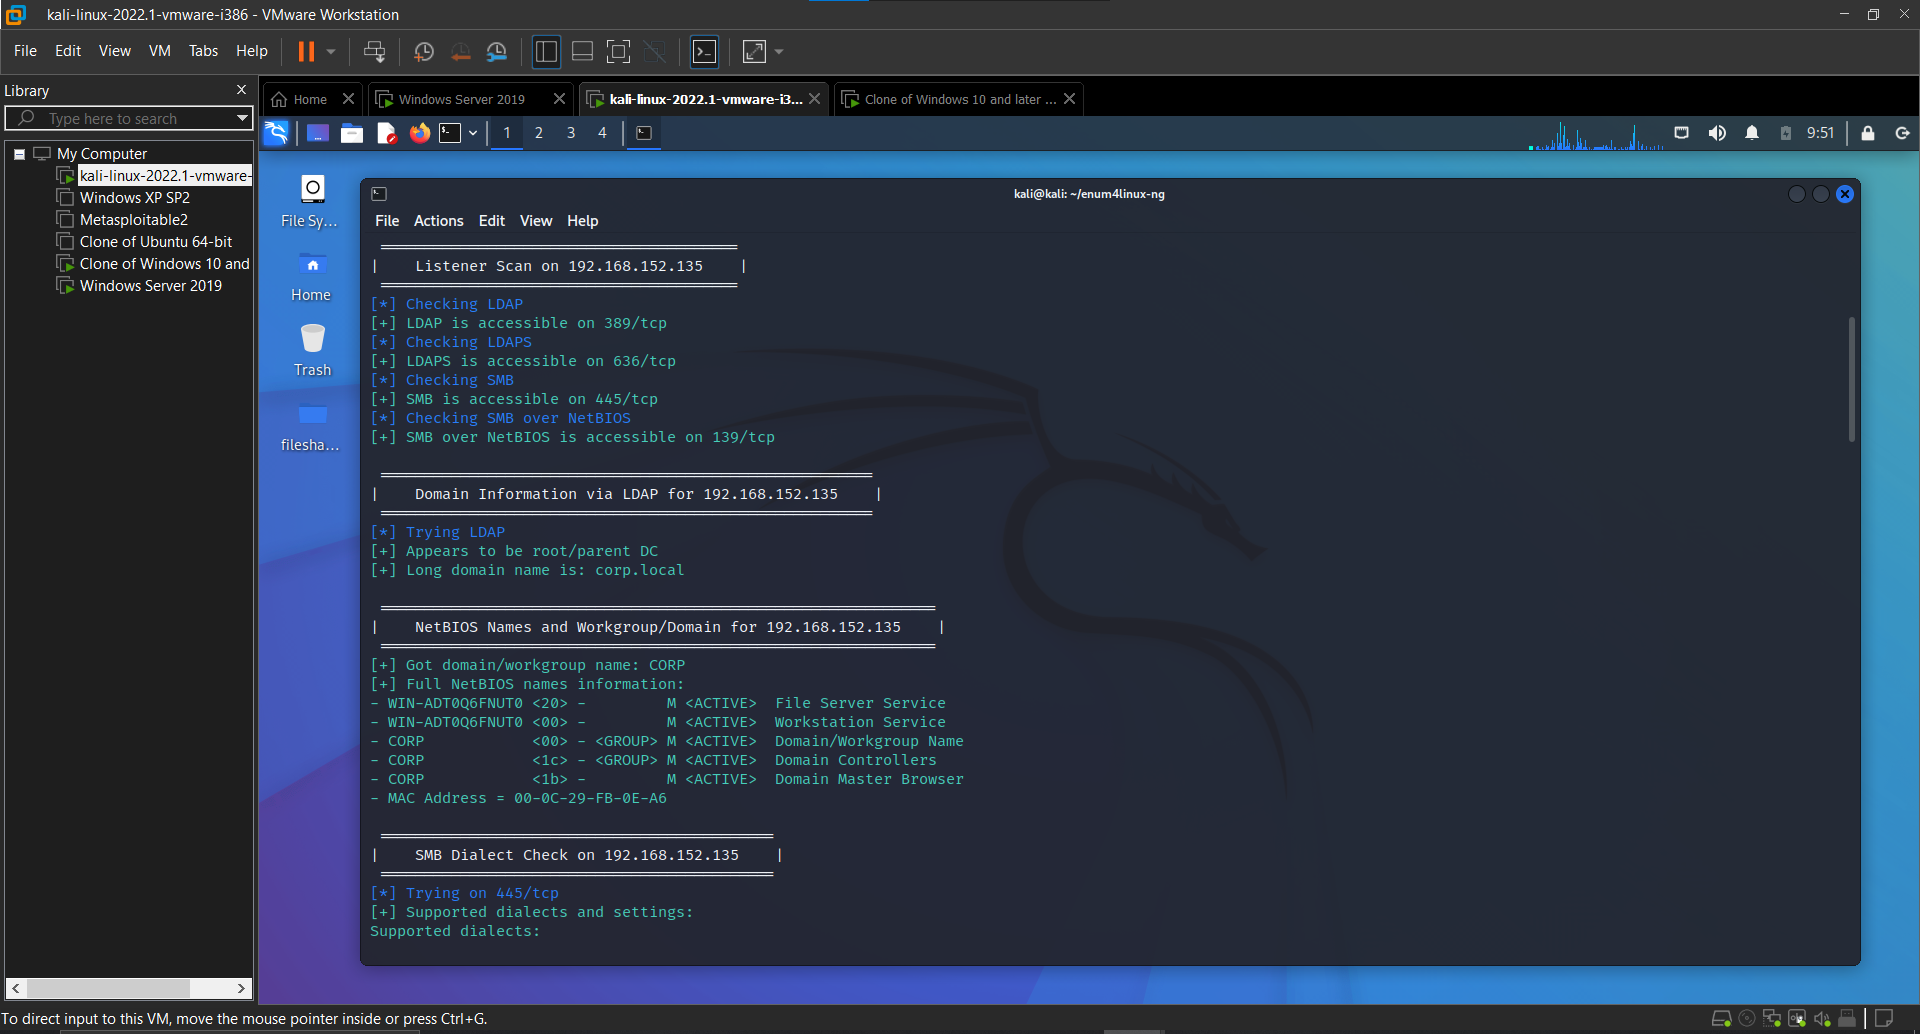 kali-linux-2022.1-vmware-i386 - VMware Workstation
File Edit View VM Tabs Help
Library
Type here to search
My Computer
kali-linux-2022.1-vmware-
Windows XP SP2
Metasploitable2
Clone of Ubuntu 64-bit
Clone of Windows 10 and
Windows Server 2019
Home
Windows Server 2019
kali-linux-2022.1-vmware-i3...
Clone of Windows 10 and later ...
1 2 3 4
9:51
File Sy...
Home
Trash
filesha...
kali@kali: ~/enum4linux-ng
File Actions Edit View Help
 =======================================
|    Listener Scan on 192.168.152.135    |
 =======================================
[*] Checking LDAP
[+] LDAP is accessible on 389/tcp
[*] Checking LDAPS
[+] LDAPS is accessible on 636/tcp
[*] Checking SMB
[+] SMB is accessible on 445/tcp
[*] Checking SMB over NetBIOS
[+] SMB over NetBIOS is accessible on 139/tcp
 ======================================================
|    Domain Information via LDAP for 192.168.152.135    |
 ======================================================
[*] Trying LDAP
[+] Appears to be root/parent DC
[+] Long domain name is: corp.local
 =============================================================
|    NetBIOS Names and Workgroup/Domain for 192.168.152.135    |
 =============================================================
[+] Got domain/workgroup name: CORP
[+] Full NetBIOS names information:
- WIN-ADT0Q6FNUT0 <20> -         M <ACTIVE>  File Server Service
- WIN-ADT0Q6FNUT0 <00> -         M <ACTIVE>  Workstation Service
- CORP            <00> - <GROUP> M <ACTIVE>  Domain/Workgroup Name
- CORP            <1c> - <GROUP> M <ACTIVE>  Domain Controllers
- CORP            <1b> -         M <ACTIVE>  Domain Master Browser
- MAC Address = 00-0C-29-FB-0E-A6
 ===========================================
|    SMB Dialect Check on 192.168.152.135    |
 ===========================================
[*] Trying on 445/tcp
[+] Supported dialects and settings:
Supported dialects:
To direct input to this VM, move the mouse pointer inside or press Ctrl+G.